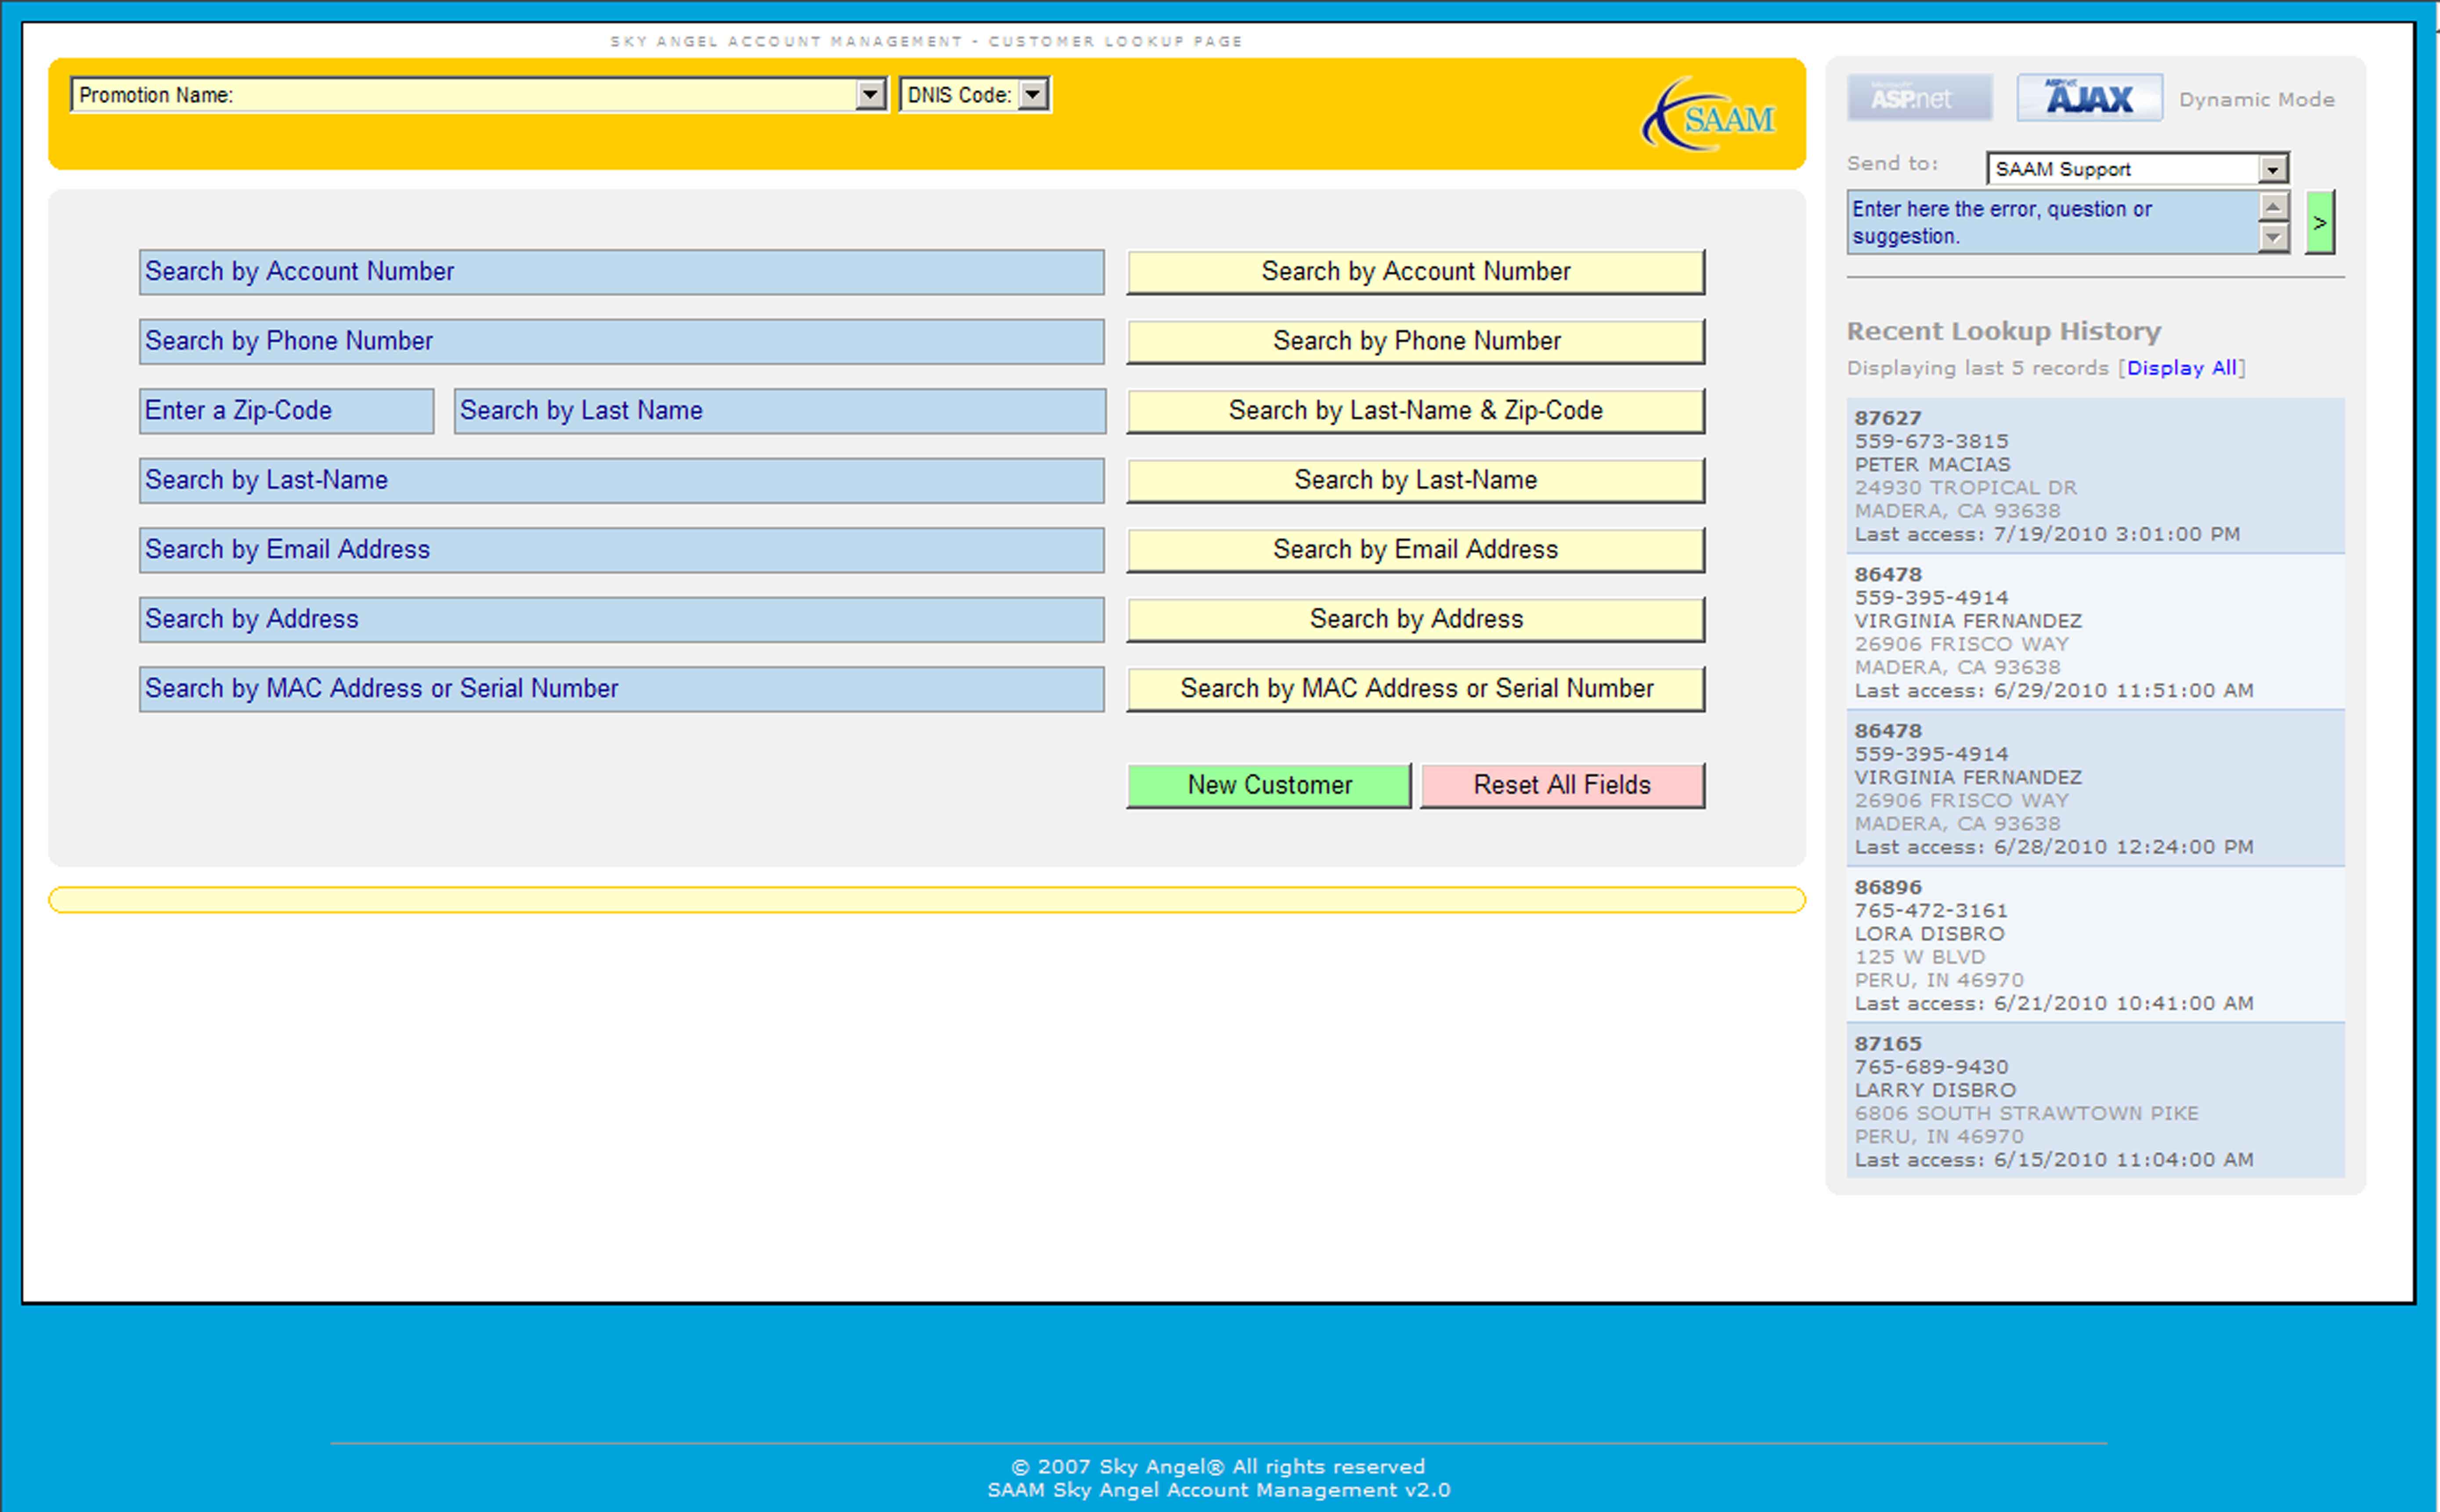 SKY ANGEL ACCOUNT MANAGEMENT - CUSTOMER LOOKUP PAGE
Promotion Name:
DNIS Code:
SAAM
Search by Account Number
Search by Account Number
Search by Phone Number
Search by Phone Number
Enter a Zip-Code
Search by Last Name
Search by Last-Name & Zip-Code
Search by Last-Name
Search by Last-Name
Search by Email Address
Search by Email Address
Search by Address
Search by Address
Search by MAC Address or Serial Number
Search by MAC Address or Serial Number
New Customer
Reset All Fields
ASP.net
ASP.net
AJAX
Dynamic Mode
Send to:
SAAM Support
Enter here the error, question or
suggestion.
>
Recent Lookup History
Displaying last 5 records [Display All]
87627
559-673-3815
PETER MACIAS
24930 TROPICAL DR
MADERA, CA 93638
Last access: 7/19/2010 3:01:00 PM
86478
559-395-4914
VIRGINIA FERNANDEZ
26906 FRISCO WAY
MADERA, CA 93638
Last access: 6/29/2010 11:51:00 AM
86478
559-395-4914
VIRGINIA FERNANDEZ
26906 FRISCO WAY
MADERA, CA 93638
Last access: 6/28/2010 12:24:00 PM
86896
765-472-3161
LORA DISBRO
125 W BLVD
PERU, IN 46970
Last access: 6/21/2010 10:41:00 AM
87165
765-689-9430
LARRY DISBRO
6806 SOUTH STRAWTOWN PIKE
PERU, IN 46970
Last access: 6/15/2010 11:04:00 AM
© 2007 Sky Angel® All rights reserved
SAAM Sky Angel Account Management v2.0